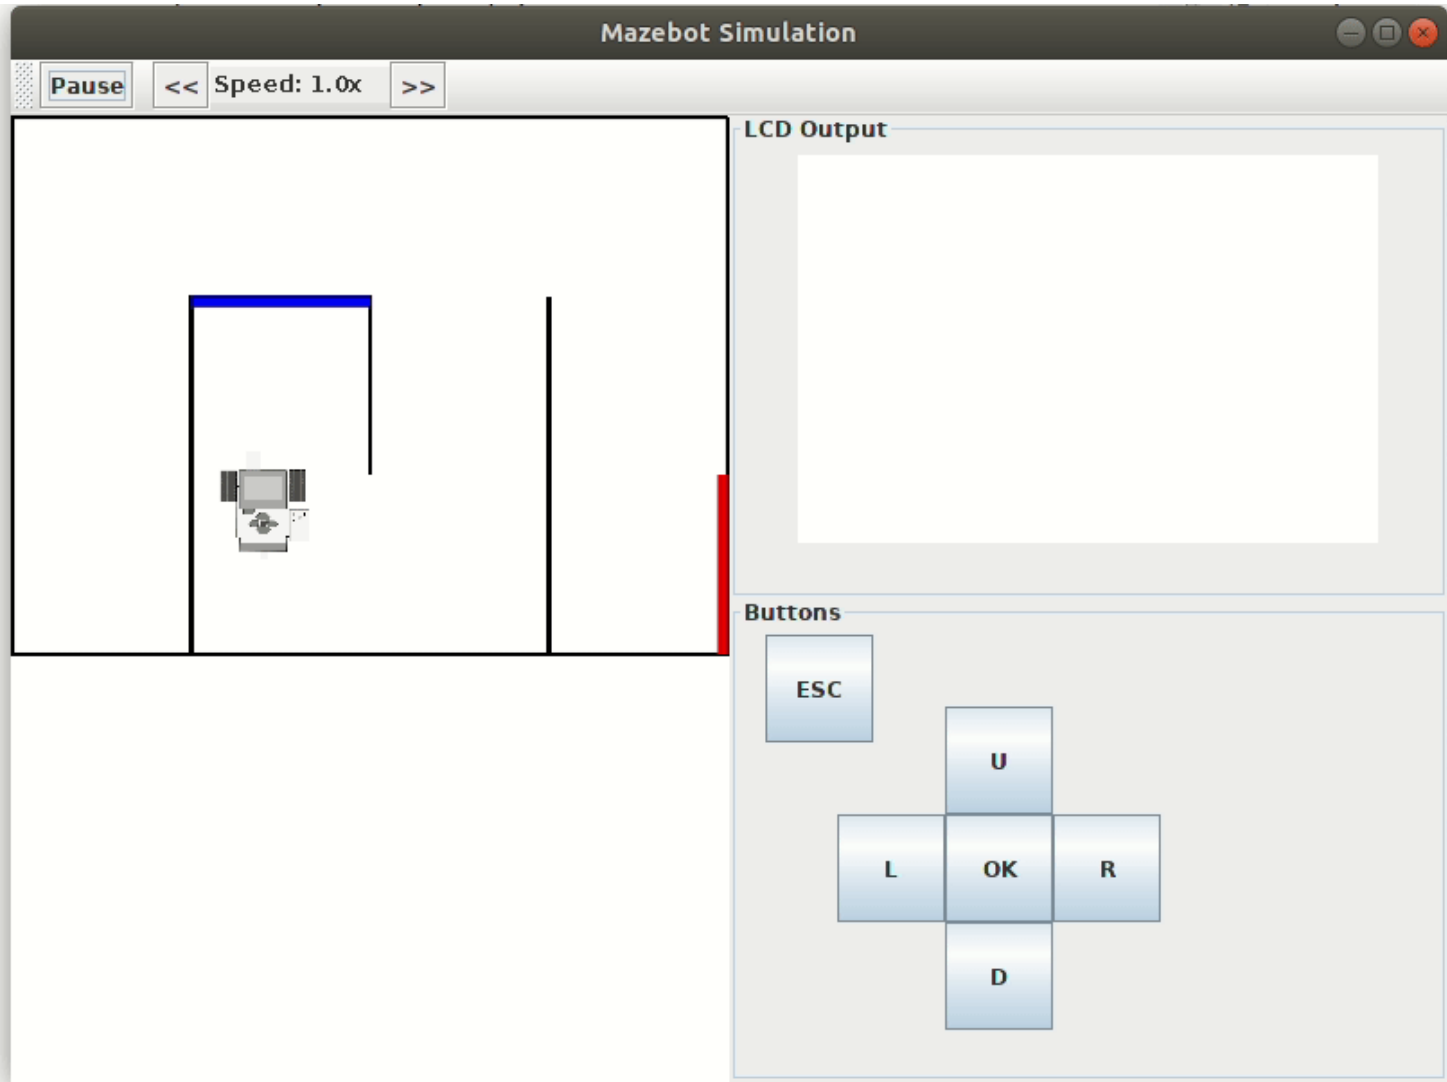 Mazebot Simulation
Pause << Speed: 1.0x >>
LCD Output
Buttons
ESC
U
L OK R
D